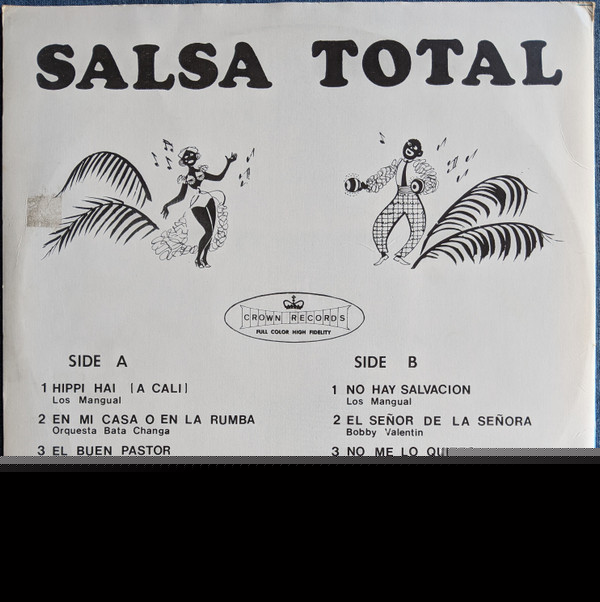 SALSA TOTAL
CROWN RECORDS
FULL COLOR HIGH FIDELITY
SIDE A
1 HIPPI HAI [A CALI]
Los Mangual
2 EN MI CASA O EN LA RUMBA
Orquesta Bata Changa
3 EL BUEN PASTOR
SIDE B
1 NO HAY SALVACION
Los Mangual
2 EL SEÑOR DE LA SEÑORA
Bobby Valentin
3 NO ME LO